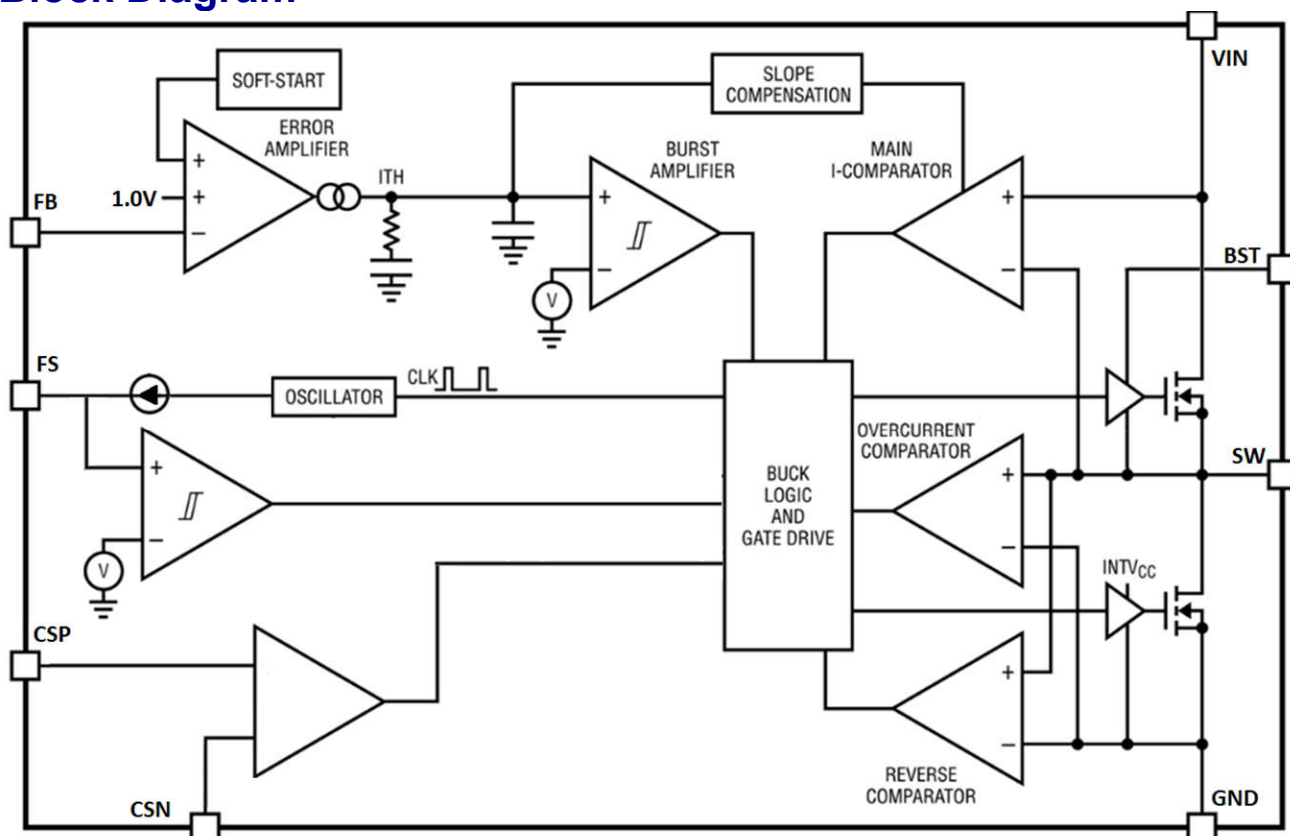 Block Diagram
VIN
SOFT-START
SLOPE
COMPENSATION
ERROR
AMPLIFIER
BURST
AMPLIFIER
MAIN
I-COMPARATOR
+
ITH
FB
1.0V
+
+
+
−
−
−
V
BST
FS
CLK
OSCILLATOR
OVERCURRENT
COMPARATOR
SW
+
+
BUCK
LOGIC
AND
GATE DRIVE
−
−
V
INTVCC
CSP
+
−
REVERSE
COMPARATOR
CSN
GND